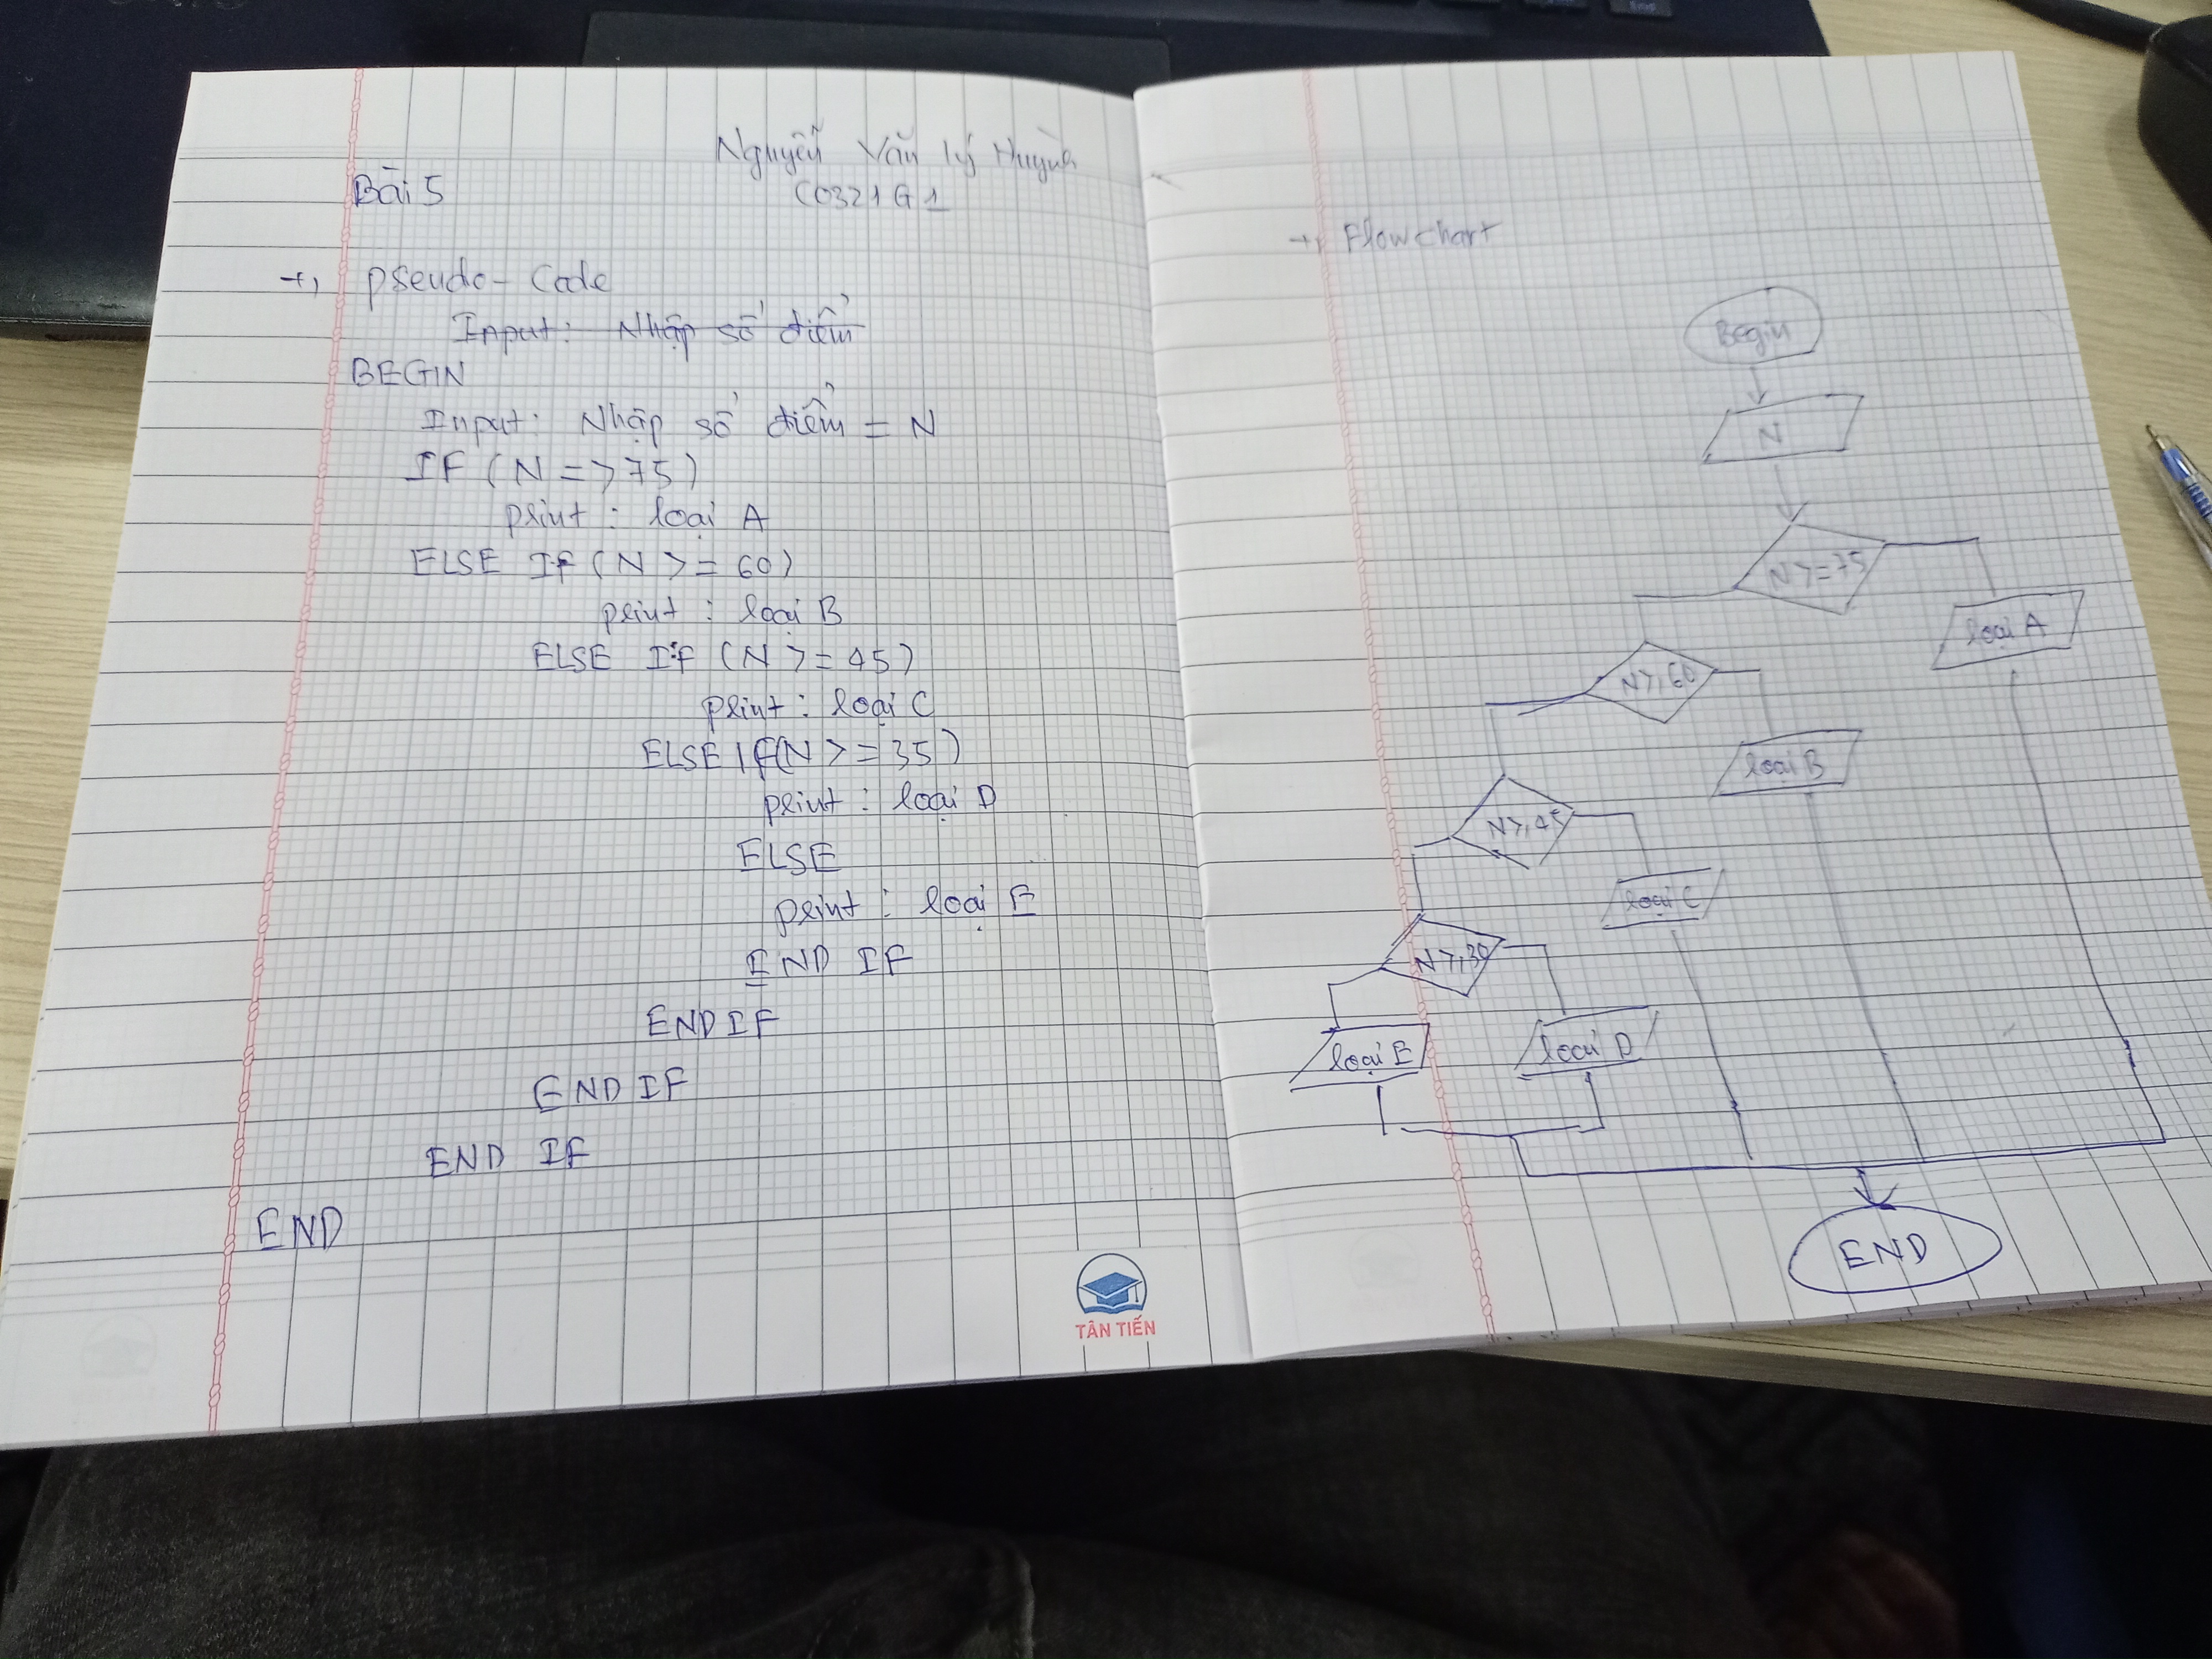 Nguyễn Văn Lý Huỳnh
C0321G1
Bài 5
+, pseudo-Code
Input: Nhập số điểm
BEGIN
Input: Nhập số điểm = N
IF (N => 75)
print: loại A
ELSE IF (N >= 60)
print: loại B
ELSE IF (N >= 45)
print: loại C
ELSE IF (N >= 35)
print: loại D
ELSE
print: loại E
END IF
END IF
END IF
END IF
END
TÂN TIẾN
+, Flowchart
Begin
N
N >= 75
loại A
N >, 60
loại B
N >, 45
loại C
N >, 30
loại E
loại D
END